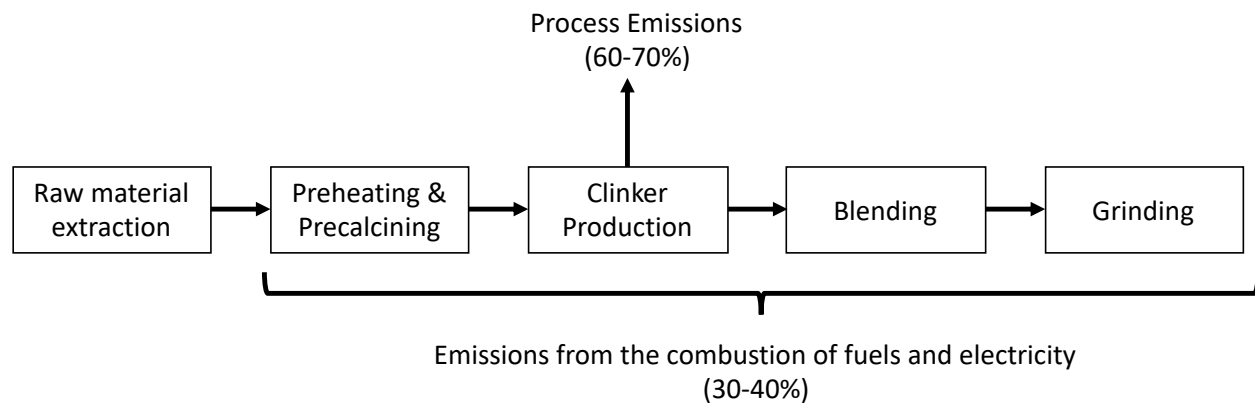 Process Emissions
(60-70%)
Raw material
extraction
Preheating &
Precalcining
Clinker
Production
Blending
Grinding
Emissions from the combustion of fuels and electricity
(30-40%)